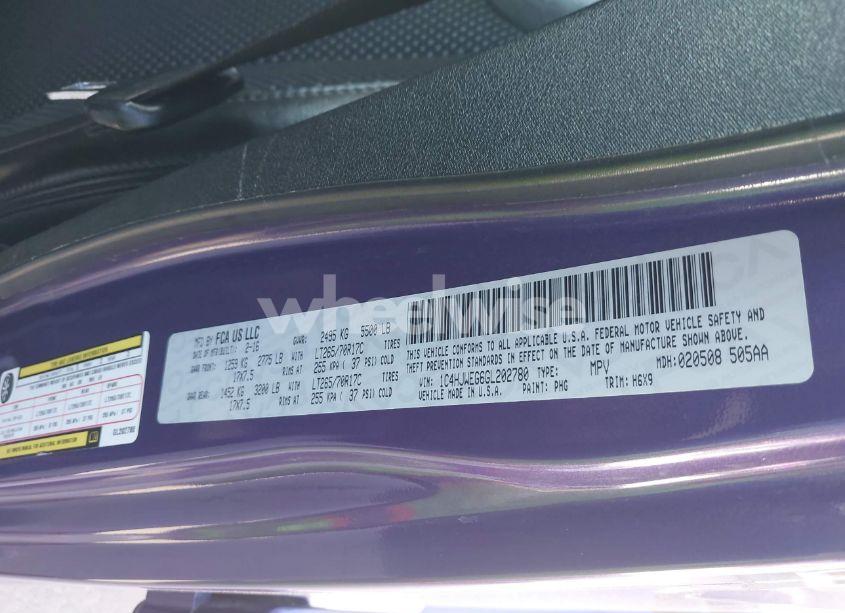 wheelwise
MFD BY FCA US LLC
DATE OF MFR/BUILT: 2-16 GVWR: 2495 KG 5500 LB
GAWR FRONT: 1259 KG 2775 LB WITH LT265/70R17C TIRES
17X7.5 RIMS AT 255 KPA ( 37 PSI) COLD
GAWR REAR: 1452 KG 3200 LB WITH LT265/70R17C TIRES
17X7.5 RIMS AT 255 KPA ( 37 PSI) COLD
THIS VEHICLE CONFORMS TO ALL APPLICABLE U.S.A. FEDERAL MOTOR VEHICLE SAFETY AND
THEFT PREVENTION STANDARDS IN EFFECT ON THE DATE OF MANUFACTURE SHOWN ABOVE.
VIN: 1C4HJWEG6GL202780 TYPE: MPV MDH: 020508 505AA
VEHICLE MADE IN U.S.A. PAINT: PHG TRIM: H6X9
GL202780